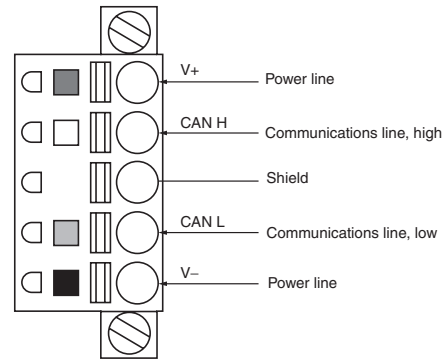 V+ Power line
CAN H Communications line, high
Shield
CAN L Communications line, low
V– Power line